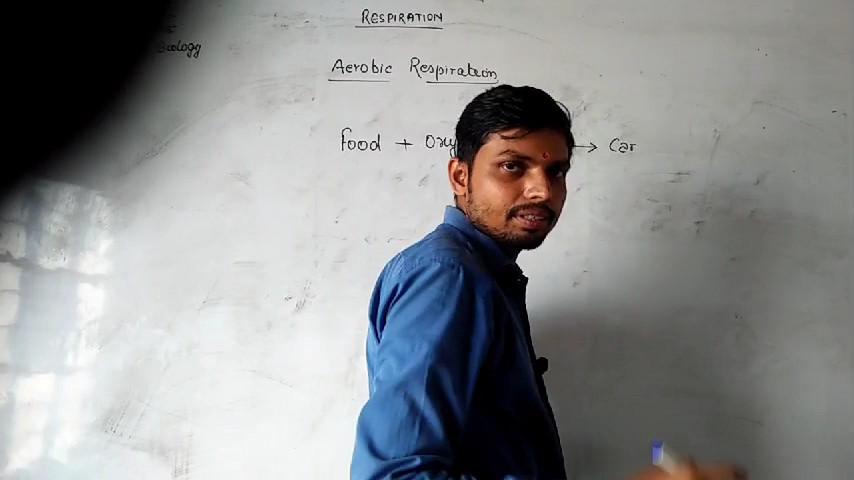 RESPIRATION
Biology
Aerobic Respiration
Food + Oxy → Car